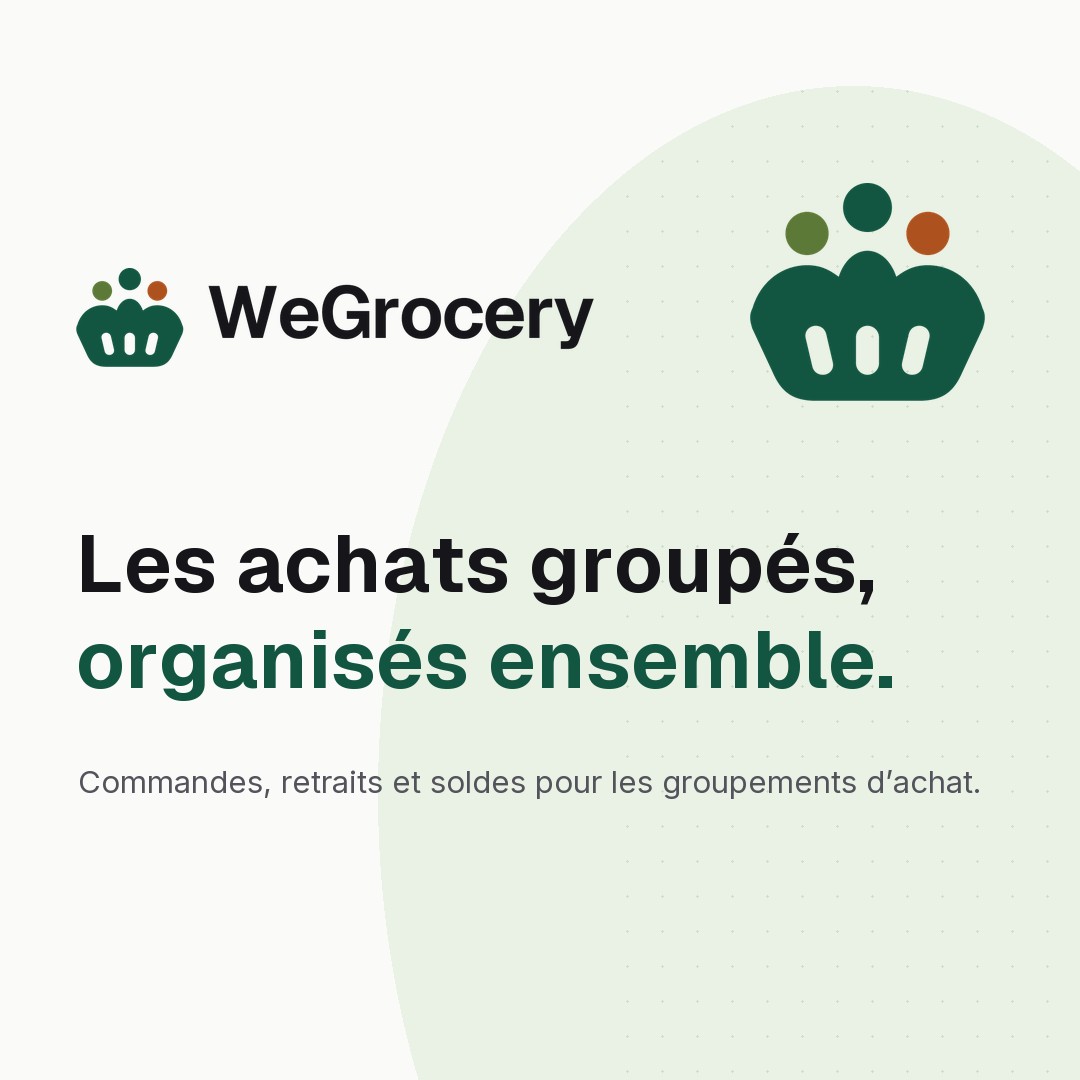 WeGrocery
Les achats groupés,
organisés ensemble.
Commandes, retraits et soldes pour les groupements d’achat.